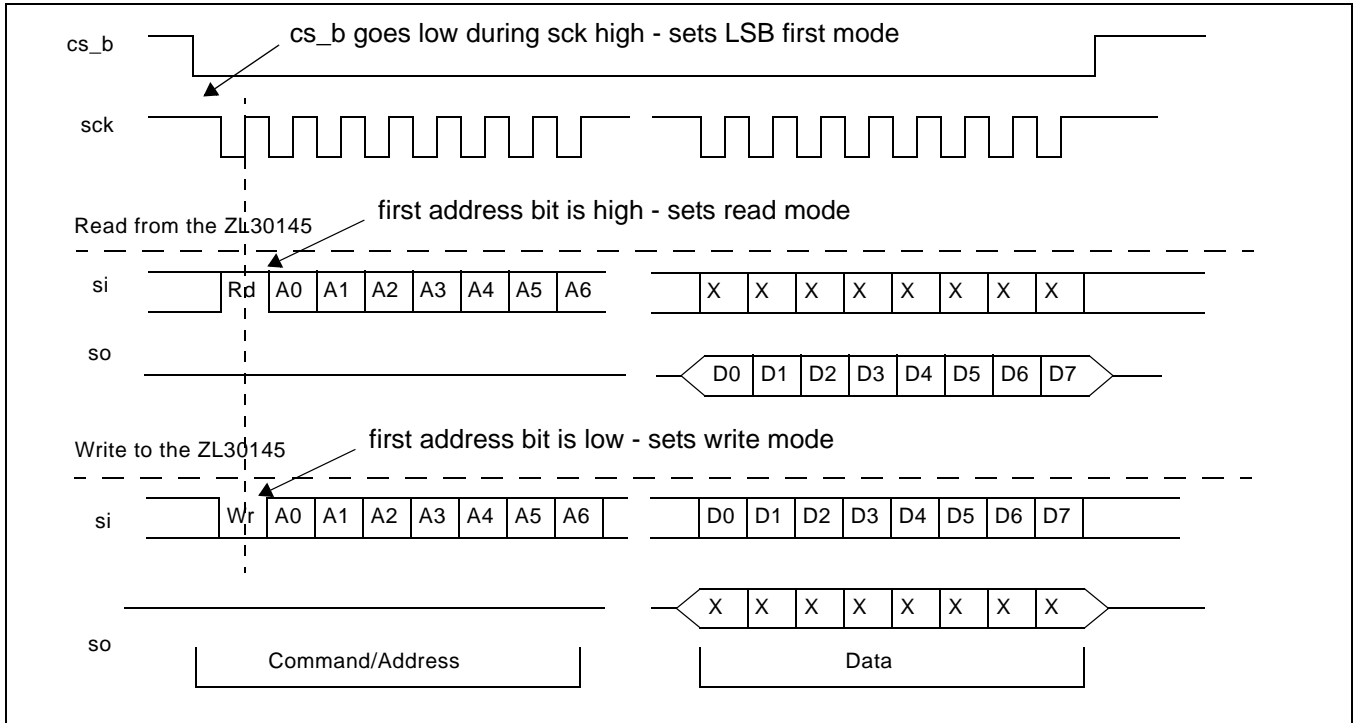 cs_b goes low during sck high - sets LSB first mode
cs_b
sck
first address bit is high - sets read mode
Read from the ZL30145
si Rd A0 A1 A2 A3 A4 A5 A6 X X X X X X X X
so D0 D1 D2 D3 D4 D5 D6 D7
first address bit is low - sets write mode
Write to the ZL30145
si Wr A0 A1 A2 A3 A4 A5 A6 D0 D1 D2 D3 D4 D5 D6 D7
X X X X X X X X
so
Command/Address Data